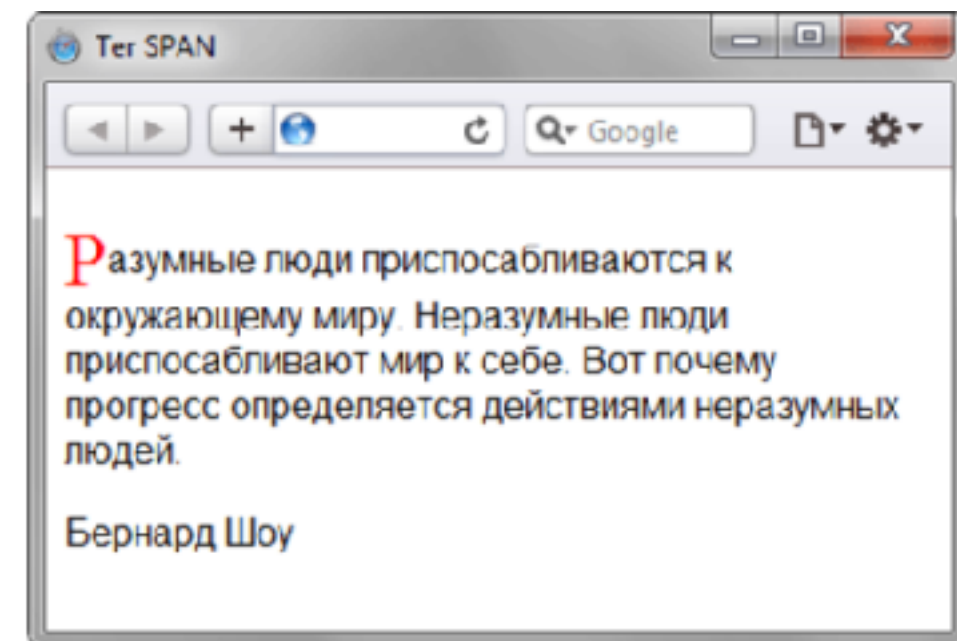 Тег SPAN
Google
Разумные люди приспосабливаются к
окружающему миру. Неразумные люди
приспосабливают мир к себе. Вот почему
прогресс определяется действиями неразумных
людей.
Бернард Шоу